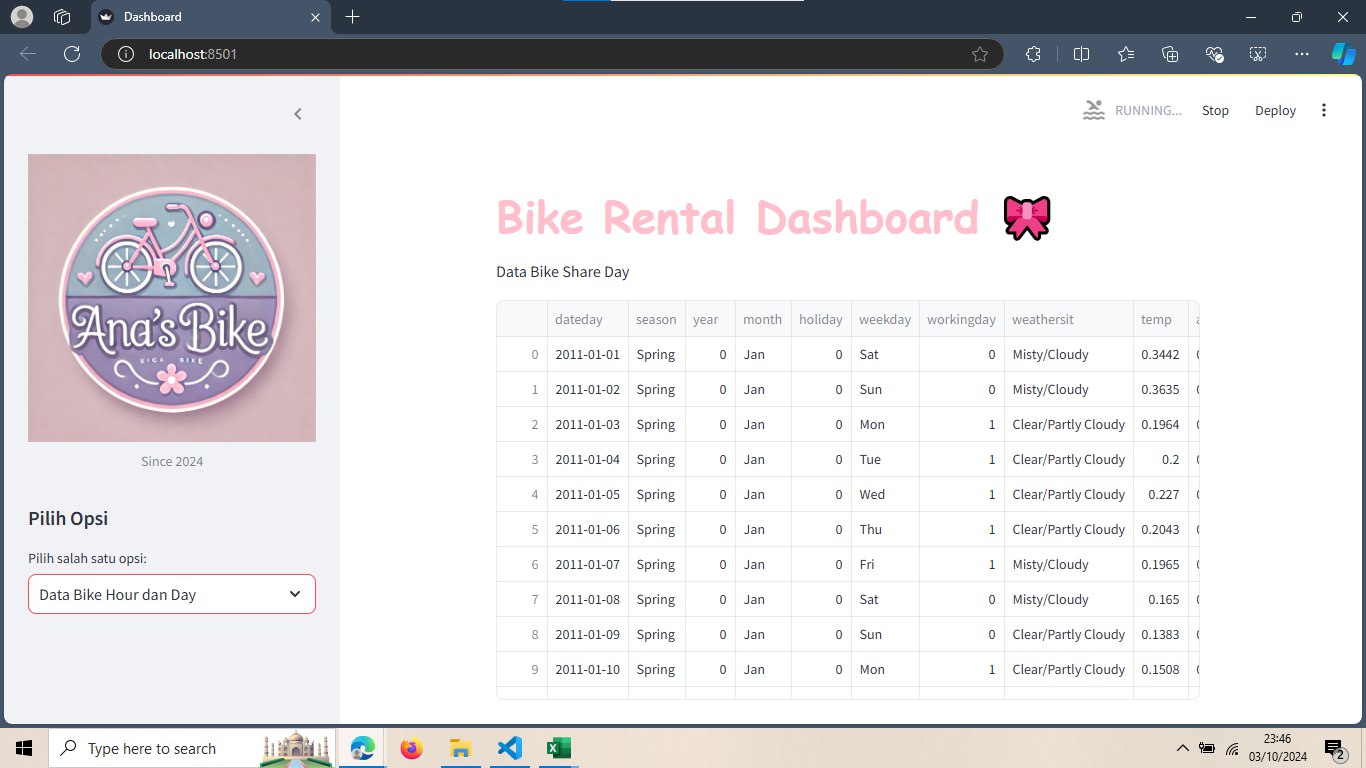 Dashboard
localhost:8501
RUNNING... Stop Deploy
Ana's Bike
Since 2024
Pilih Opsi
Pilih salah satu opsi:
Data Bike Hour dan Day
Bike Rental Dashboard
Data Bike Share Day
dateday season year month holiday weekday workingday weathersit temp
0 2011-01-01 Spring 0 Jan 0 Sat 0 Misty/Cloudy 0.3442
1 2011-01-02 Spring 0 Jan 0 Sun 0 Misty/Cloudy 0.3635
2 2011-01-03 Spring 0 Jan 0 Mon 1 Clear/Partly Cloudy 0.1964
3 2011-01-04 Spring 0 Jan 0 Tue 1 Clear/Partly Cloudy 0.2
4 2011-01-05 Spring 0 Jan 0 Wed 1 Clear/Partly Cloudy 0.227
5 2011-01-06 Spring 0 Jan 0 Thu 1 Clear/Partly Cloudy 0.2043
6 2011-01-07 Spring 0 Jan 0 Fri 1 Misty/Cloudy 0.1965
7 2011-01-08 Spring 0 Jan 0 Sat 0 Misty/Cloudy 0.165
8 2011-01-09 Spring 0 Jan 0 Sun 0 Clear/Partly Cloudy 0.1383
9 2011-01-10 Spring 0 Jan 0 Mon 1 Clear/Partly Cloudy 0.1508
Type here to search
23:46
03/10/2024
2